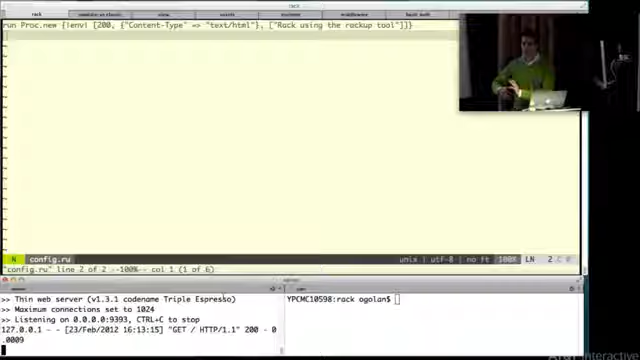 rack
rack
run Proc.new {|env| [200, {"Content-Type" => "text/html"}, ["Rack using the rackup tool"]]}
N config.ru unix | utf-8 | no ft 100% LN 2
"config.ru" line 2 of 2 --100%-- col 1 (1 of 6)
>> Thin web server (v1.3.1 codename Triple Espresso)
>> Maximum connections set to 1024
>> Listening on 0.0.0.0:9393, CTRL+C to stop
127.0.0.1 - - [23/Feb/2012 16:13:15] "GET / HTTP/1.1" 200 - 0
.0009
YPCMC10598:rack ogolan$
AT&T Interactive